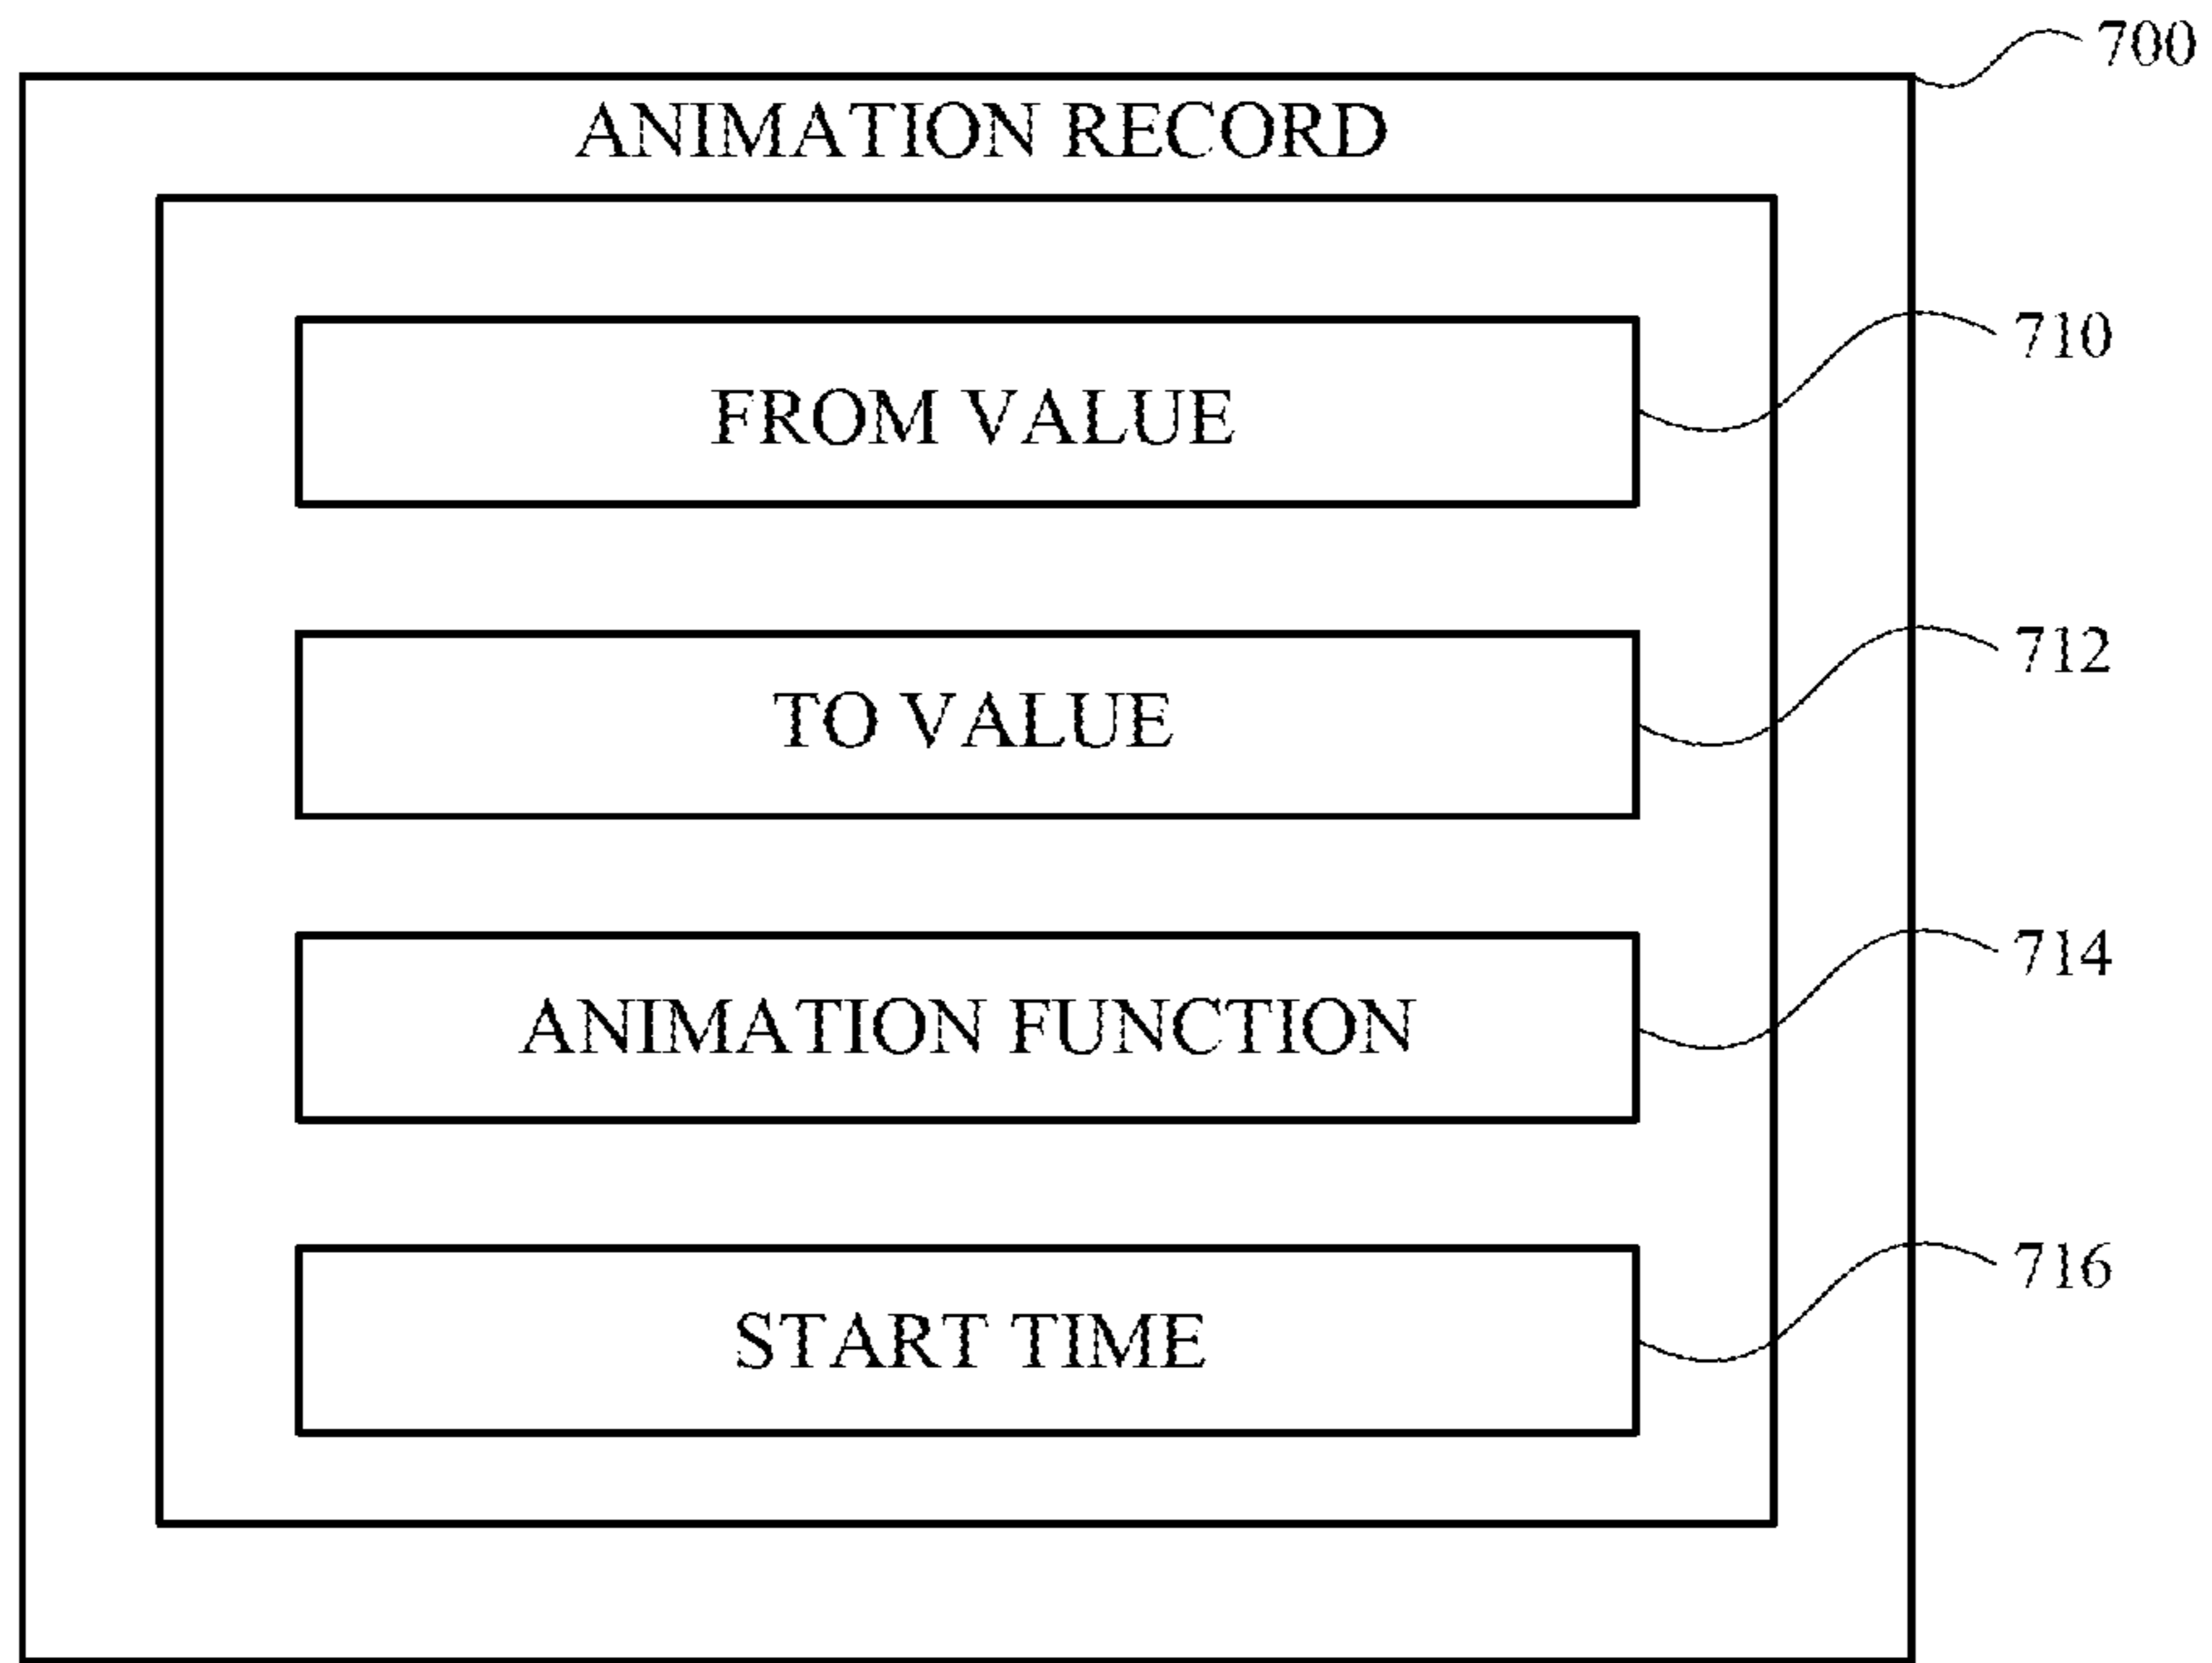 700
ANIMATION RECORD
710
FROM VALUE
712
TO VALUE
714
ANIMATION FUNCTION
716
START TIME